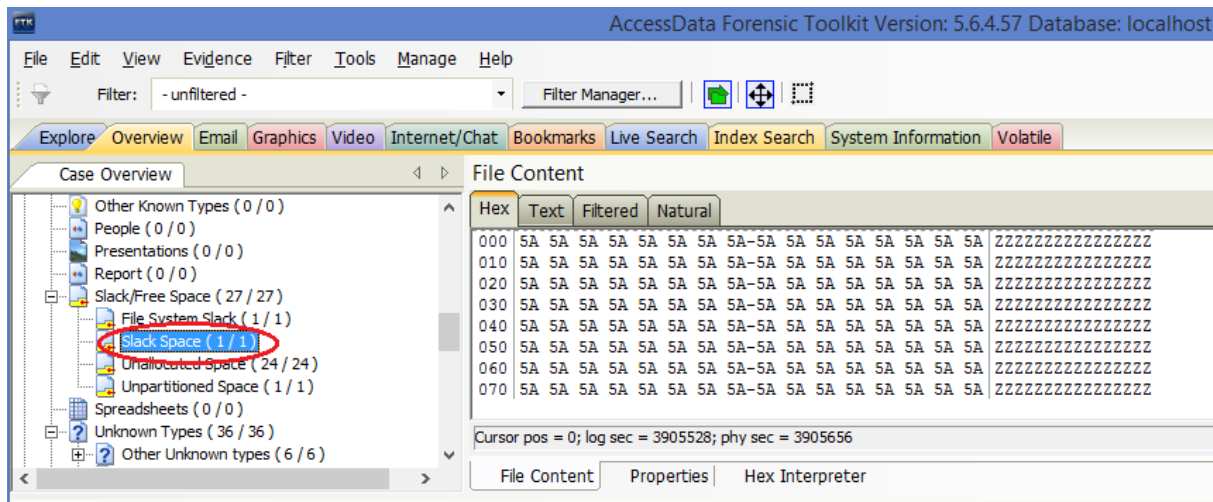 FTK
AccessData Forensic Toolkit Version: 5.6.4.57 Database: localhost
File Edit View Evidence Filter Tools Manage Help
Filter: - unfiltered - Filter Manager...
Explore Overview Email Graphics Video Internet/Chat Bookmarks Live Search Index Search System Information Volatile
Case Overview
Other Known Types ( 0 / 0 )
People ( 0 / 0 )
Presentations ( 0 / 0 )
Report ( 0 / 0 )
Slack/Free Space ( 27 / 27 )
File System Slack ( 1 / 1 )
Slack Space ( 1 / 1 )
Unallocated Space ( 24 / 24 )
Unpartitioned Space ( 1 / 1 )
Spreadsheets ( 0 / 0 )
Unknown Types ( 36 / 36 )
Other Unknown types ( 6 / 6 )
File Content
Hex Text Filtered Natural
000 5A 5A 5A 5A 5A 5A 5A 5A-5A 5A 5A 5A 5A 5A 5A 5A ZZZZZZZZZZZZZZZZ
010 5A 5A 5A 5A 5A 5A 5A 5A-5A 5A 5A 5A 5A 5A 5A 5A ZZZZZZZZZZZZZZZZ
020 5A 5A 5A 5A 5A 5A 5A 5A-5A 5A 5A 5A 5A 5A 5A 5A ZZZZZZZZZZZZZZZZ
030 5A 5A 5A 5A 5A 5A 5A 5A-5A 5A 5A 5A 5A 5A 5A 5A ZZZZZZZZZZZZZZZZ
040 5A 5A 5A 5A 5A 5A 5A 5A-5A 5A 5A 5A 5A 5A 5A 5A ZZZZZZZZZZZZZZZZ
050 5A 5A 5A 5A 5A 5A 5A 5A-5A 5A 5A 5A 5A 5A 5A 5A ZZZZZZZZZZZZZZZZ
060 5A 5A 5A 5A 5A 5A 5A 5A-5A 5A 5A 5A 5A 5A 5A 5A ZZZZZZZZZZZZZZZZ
070 5A 5A 5A 5A 5A 5A 5A 5A-5A 5A 5A 5A 5A 5A 5A 5A ZZZZZZZZZZZZZZZZ
Cursor pos = 0; log sec = 3905528; phy sec = 3905656
File Content Properties Hex Interpreter